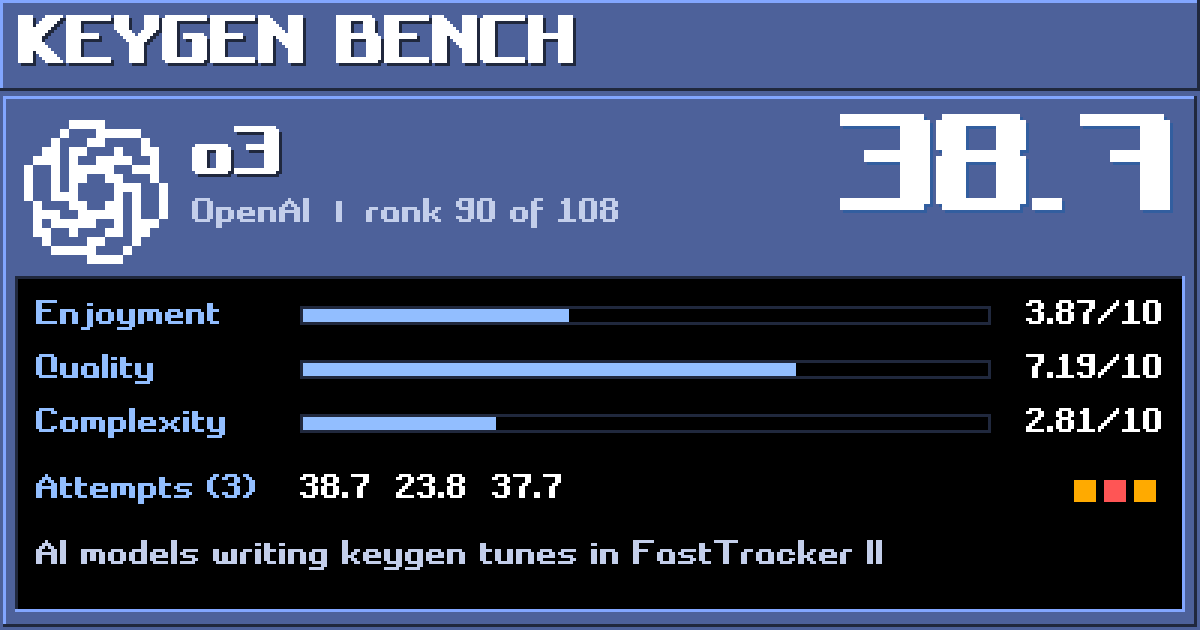 KEYGEN BENCH
o3
38.7
OpenAI | rank 90 of 108
Enjoyment 3.87/10
Quality 7.19/10
Complexity 2.81/10
Attempts (3) 38.7 23.8 37.7
AI models writing keygen tunes in FastTracker II